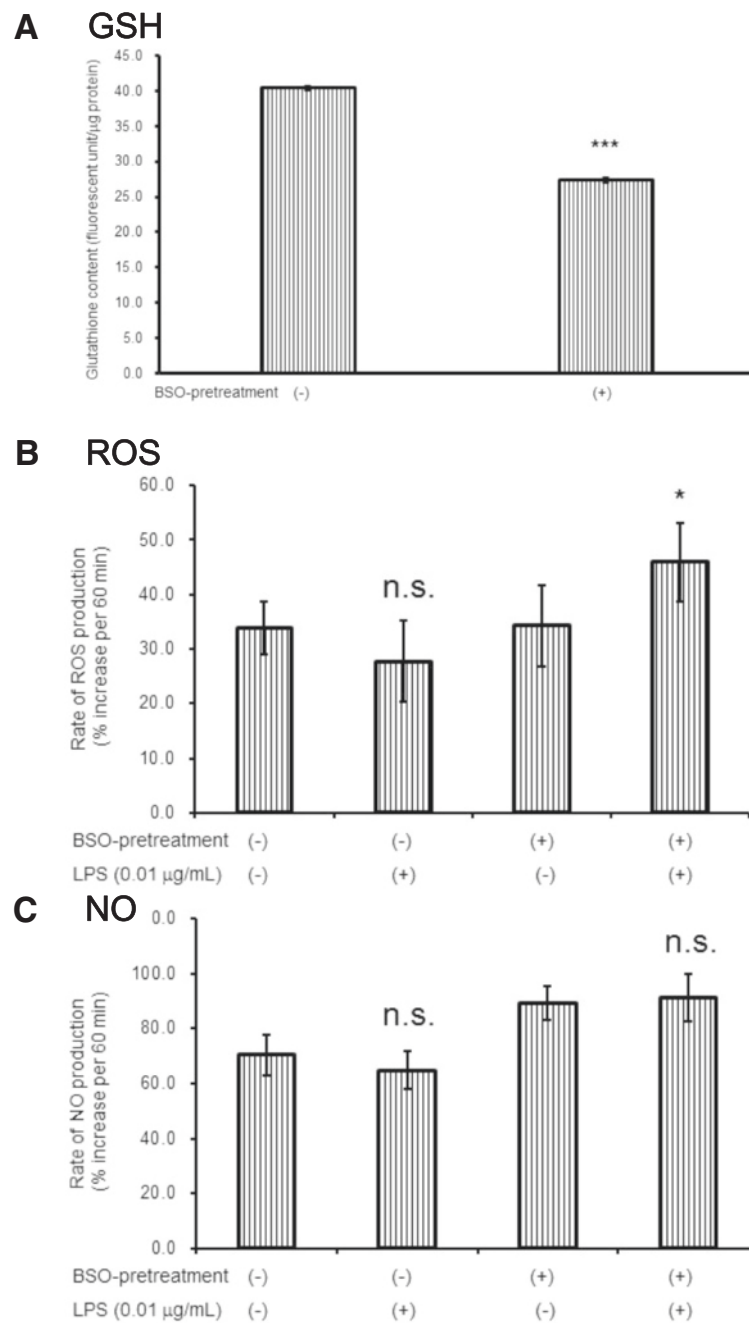 A GSH
Glutathione content (fluorescent unit/μg protein)
45.0
40.0
35.0
30.0
25.0
20.0
15.0
10.0
5.0
0.0
***
BSO-pretreatment (-) (+)
B ROS
Rate of ROS production
(% increase per 60 min)
60.0
50.0
40.0
30.0
20.0
10.0
0.0
n.s.
*
BSO-pretreatment (-) (-) (+) (+)
LPS (0.01 μg/mL) (-) (+) (-) (+)
C NO
Rate of NO production
(% increase per 60 min)
0.0
100.0
80.0
60.0
40.0
20.0
0.0
n.s.
n.s.
BSO-pretreatment (-) (-) (+) (+)
LPS (0.01 μg/mL) (-) (+) (-) (+)